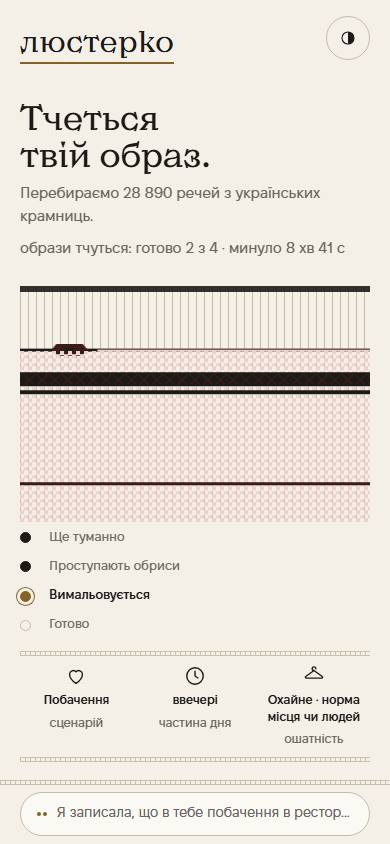 люстерко
Тчеться
твій образ.
Перебираємо 28 890 речей з українських
крамниць.
образи тчуться: готово 2 з 4 · минуло 8 хв 41 с
Ще туманно
Проступають обриси
Вимальовується
Готово
Побачення
сценарій
ввечері
частина дня
Охайне · норма
місця чи людей
ошатність
Я записала, що в тебе побачення в рестор...